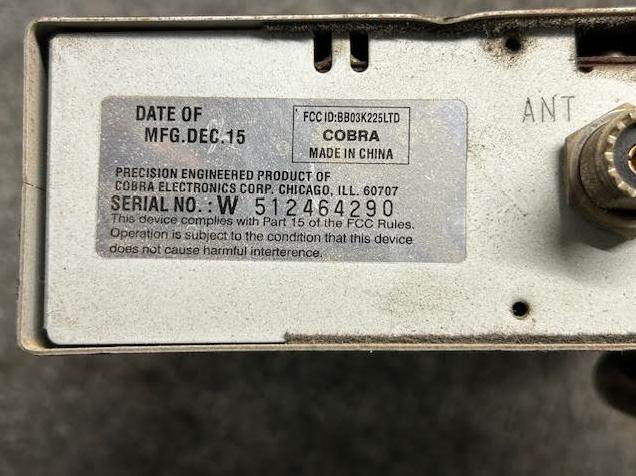 DATE OF
MFG.DEC.15
FCC ID:BB03K225LTD
COBRA
MADE IN CHINA
ANT
PRECISION ENGINEERED PRODUCT OF
COBRA ELECTRONICS CORP. CHICAGO, ILL. 60707
SERIAL NO.: W 512464290
This device complies with Part 15 of the FCC Rules.
Operation is subject to the condition that this device
does not cause harmful interference.